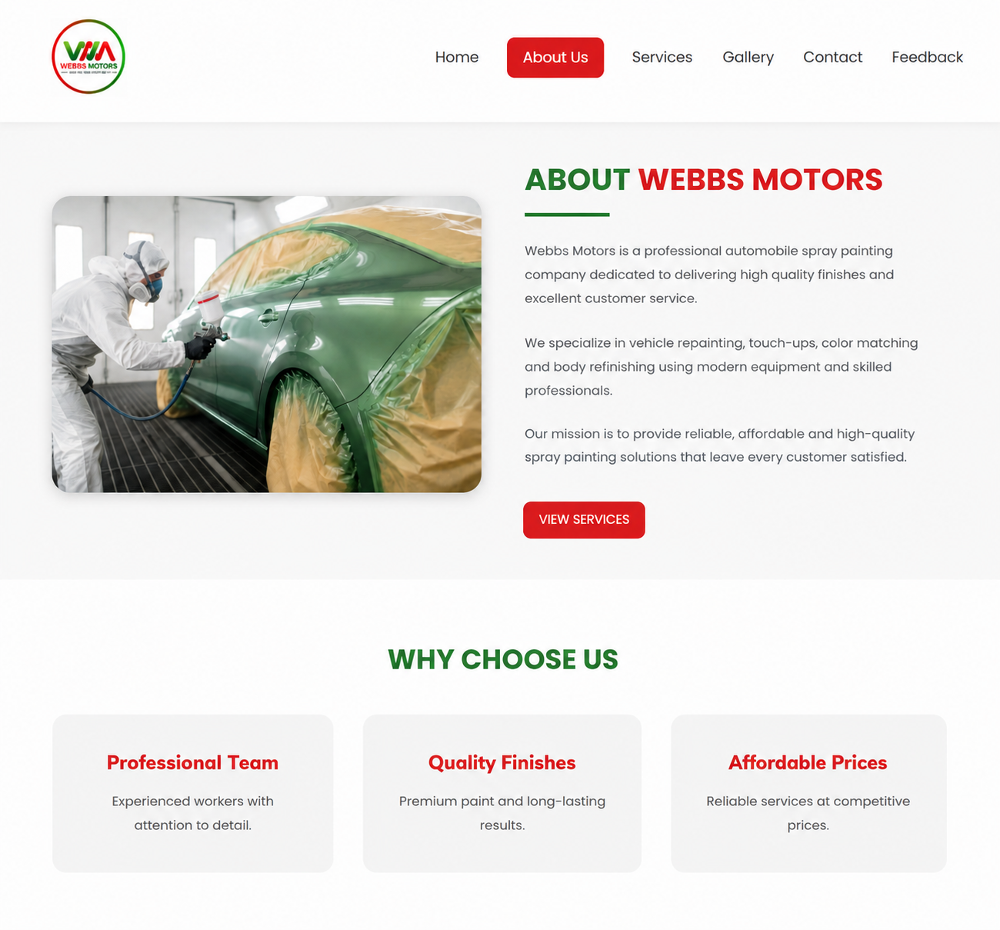 WEBBS MOTORS
Home
About Us
Services
Gallery
Contact
Feedback
ABOUT WEBBS MOTORS
Webbs Motors is a professional automobile spray painting
company dedicated to delivering high quality finishes and
excellent customer service.
We specialize in vehicle repainting, touch-ups, color matching
and body refinishing using modern equipment and skilled
professionals.
Our mission is to provide reliable, affordable and high-quality
spray painting solutions that leave every customer satisfied.
VIEW SERVICES
WHY CHOOSE US
Professional Team
Experienced workers with
attention to detail.
Quality Finishes
Premium paint and long-lasting
results.
Affordable Prices
Reliable services at competitive
prices.